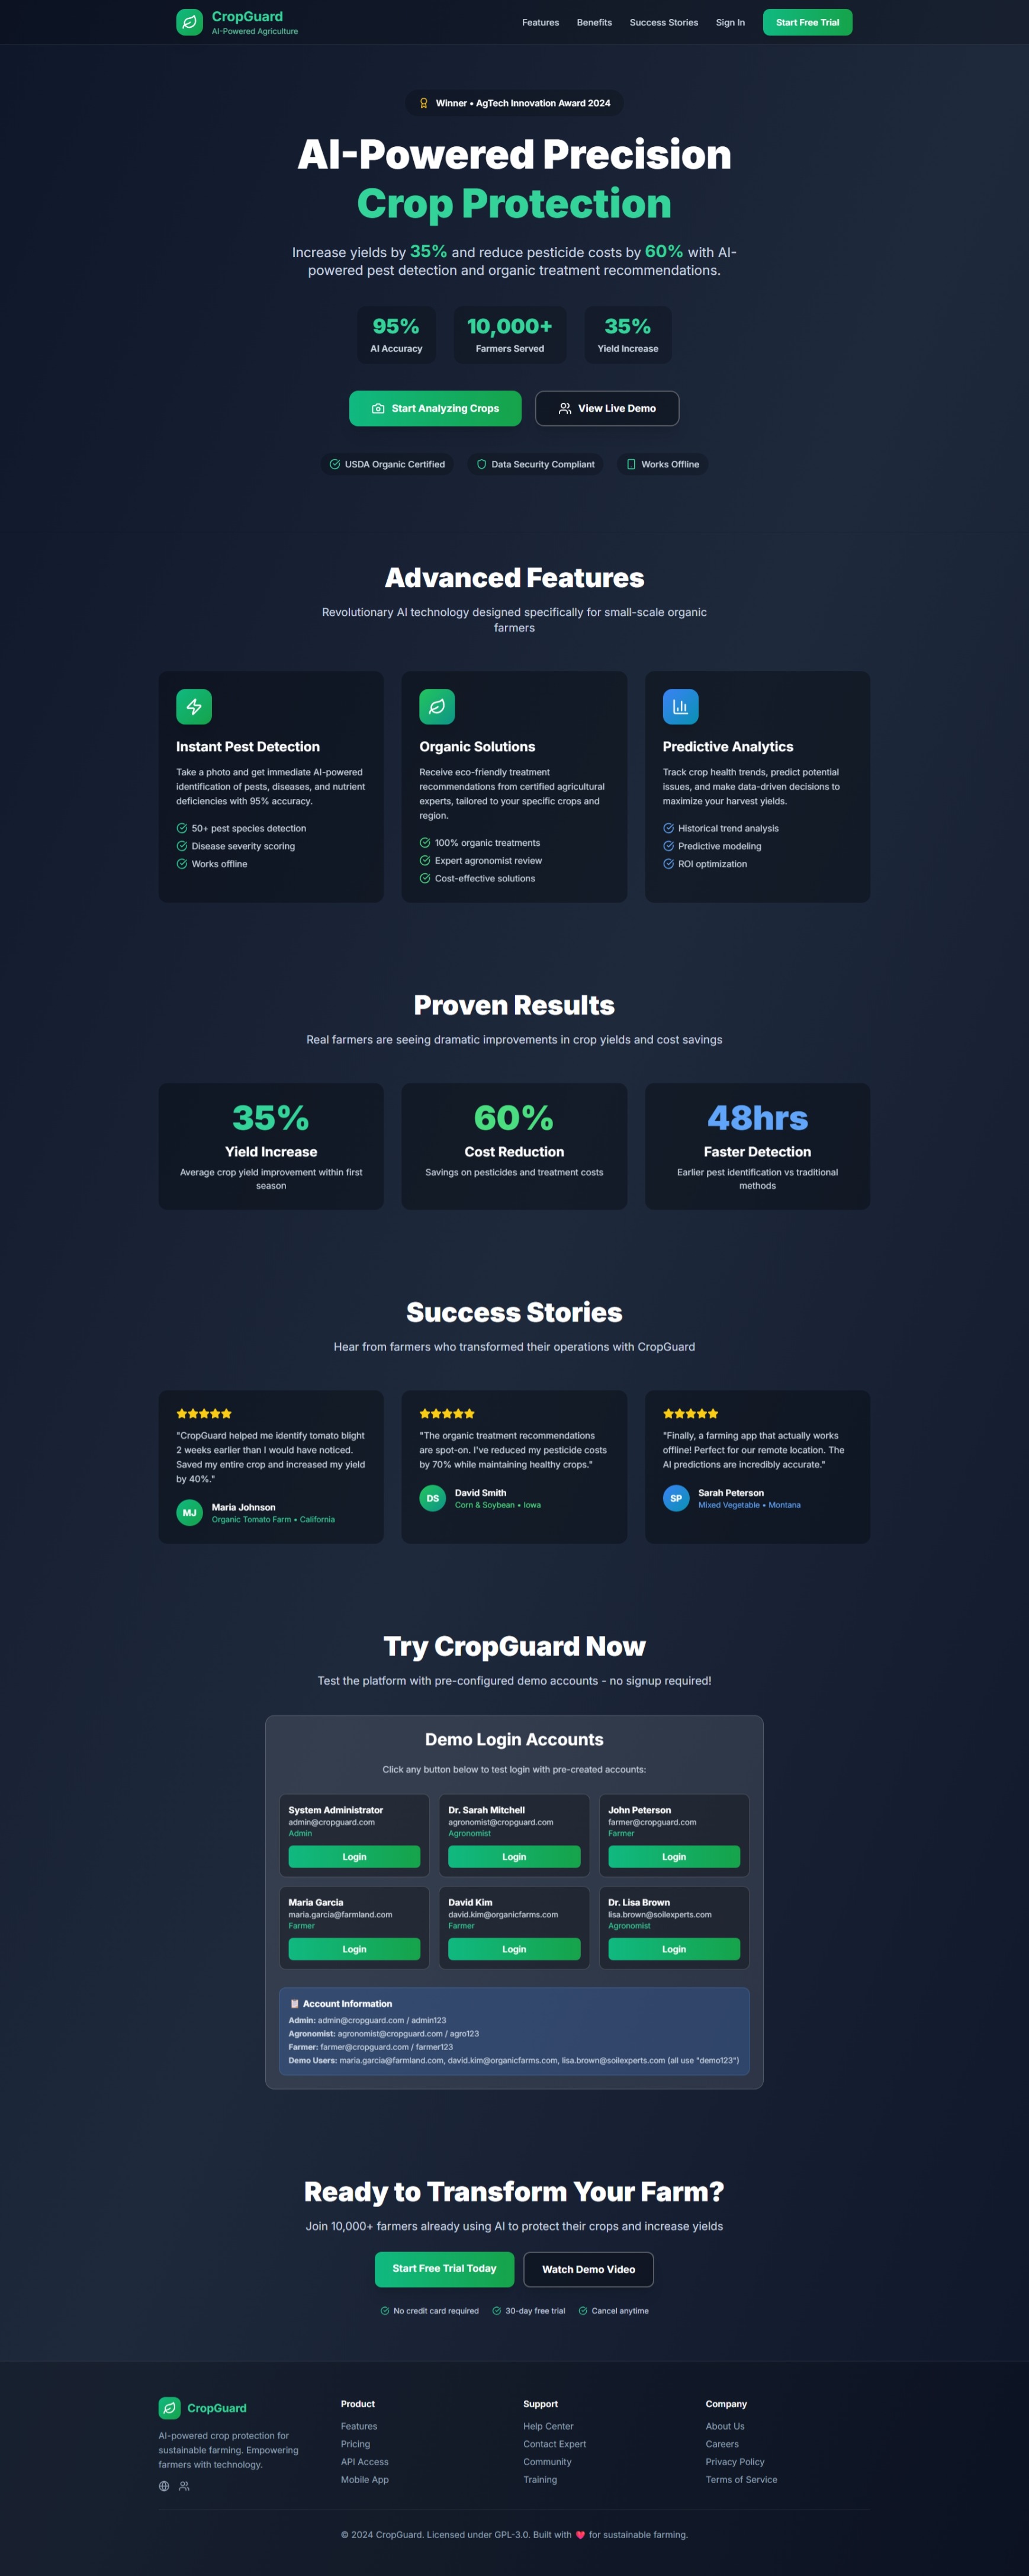 CropGuard
AI-Powered Agriculture
Features
Benefits
Success Stories
Sign In
Start Free Trial
Winner • AgTech Innovation Award 2024
AI-Powered Precision
Crop Protection
Increase yields by 35% and reduce pesticide costs by 60% with AI-
powered pest detection and organic treatment recommendations.
95%
AI Accuracy
10,000+
Farmers Served
35%
Yield Increase
Start Analyzing Crops
View Live Demo
USDA Organic Certified
Data Security Compliant
Works Offline
Advanced Features
Revolutionary AI technology designed specifically for small-scale organic
farmers
Instant Pest Detection
Take a photo and get immediate AI-powered
identification of pests, diseases, and nutrient
deficiencies with 95% accuracy.
50+ pest species detection
Disease severity scoring
Works offline
Organic Solutions
Receive eco-friendly treatment
recommendations from certified agricultural
experts, tailored to your specific crops and
region.
100% organic treatments
Expert agronomist review
Cost-effective solutions
Predictive Analytics
Track crop health trends, predict potential
issues, and make data-driven decisions to
maximize your harvest yields.
Historical trend analysis
Predictive modeling
ROI optimization
Proven Results
Real farmers are seeing dramatic improvements in crop yields and cost savings
35%
Yield Increase
Average crop yield improvement within first
season
60%
Cost Reduction
Savings on pesticides and treatment costs
48hrs
Faster Detection
Earlier pest identification vs traditional
methods
Success Stories
Hear from farmers who transformed their operations with CropGuard
"CropGuard helped me identify tomato blight
2 weeks earlier than I would have noticed.
Saved my entire crop and increased my yield
by 40%."
MJ
Maria Johnson
Organic Tomato Farm • California
"The organic treatment recommendations
are spot-on. I've reduced my pesticide costs
by 70% while maintaining healthy crops."
DS
David Smith
Corn & Soybean • Iowa
"Finally, a farming app that actually works
offline! Perfect for our remote location. The
AI predictions are incredibly accurate."
SP
Sarah Peterson
Mixed Vegetable • Montana
Try CropGuard Now
Test the platform with pre-configured demo accounts - no signup required!
Demo Login Accounts
Click any button below to test login with pre-created accounts:
System Administrator
admin@cropguard.com
Admin
Login
Dr. Sarah Mitchell
agronomist@cropguard.com
Agronomist
Login
John Peterson
farmer@cropguard.com
Farmer
Login
Maria Garcia
maria.garcia@farmland.com
Farmer
Login
David Kim
david.kim@organicfarms.com
Farmer
Login
Dr. Lisa Brown
lisa.brown@soilexperts.com
Agronomist
Login
📋 Account Information
Admin: admin@cropguard.com / admin123
Agronomist: agronomist@cropguard.com / agro123
Farmer: farmer@cropguard.com / farmer123
Demo Users: maria.garcia@farmland.com, david.kim@organicfarms.com, lisa.brown@soilexperts.com (all use "demo123")
Ready to Transform Your Farm?
Join 10,000+ farmers already using AI to protect their crops and increase yields
Start Free Trial Today
Watch Demo Video
No credit card required
30-day free trial
Cancel anytime
CropGuard
AI-powered crop protection for
sustainable farming. Empowering
farmers with technology.
Product
Features
Pricing
API Access
Mobile App
Support
Help Center
Contact Expert
Community
Training
Company
About Us
Careers
Privacy Policy
Terms of Service
© 2024 CropGuard. Licensed under GPL-3.0. Built with ❤️ for sustainable farming.